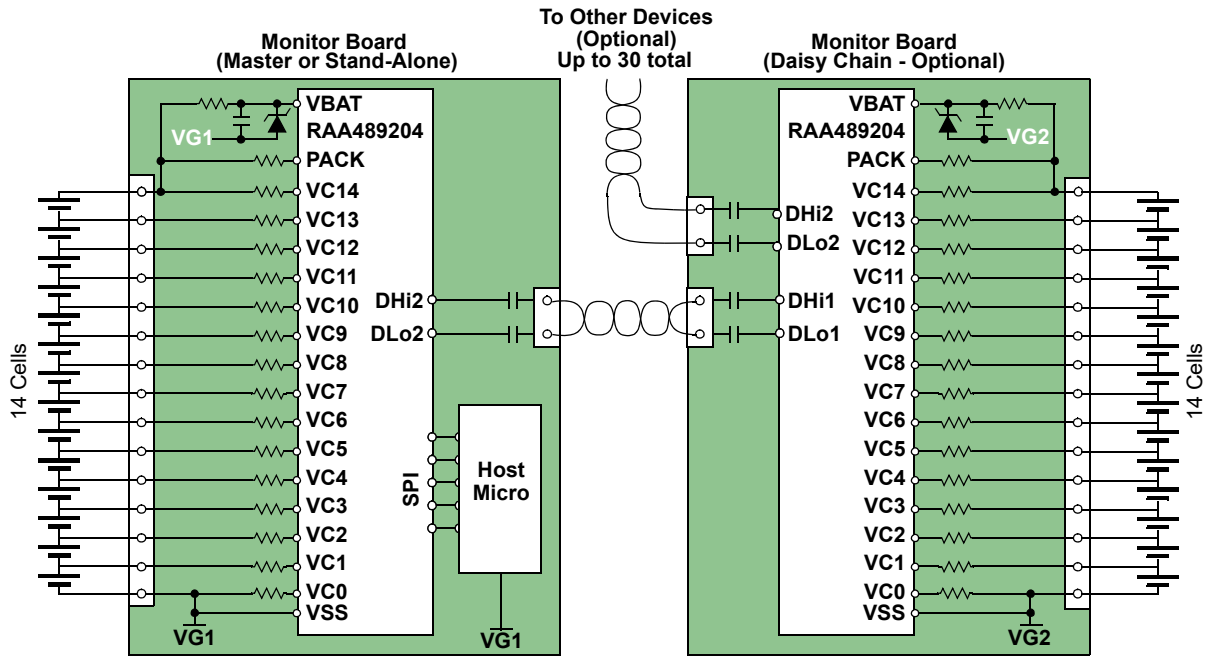 To Other Devices
(Optional)
Up to 30 total
Monitor Board
(Master or Stand-Alone)
VBAT
RAA489204
VG1
PACK
VC14
VC13
VC12
VC11
VC10
VC9
VC8
VC7
VC6
VC5
VC4
VC3
VC2
VC1
VC0
VSS
VG1
14 Cells
DHi2
DLo2
SPI
Host
Micro
VG1
Monitor Board
(Daisy Chain - Optional)
VBAT
RAA489204
VG2
PACK
VC14
VC13
VC12
VC11
VC10
VC9
VC8
VC7
VC6
VC5
VC4
VC3
VC2
VC1
VC0
VSS
VG2
DHi2
DLo2
DHi1
DLo1
14 Cells